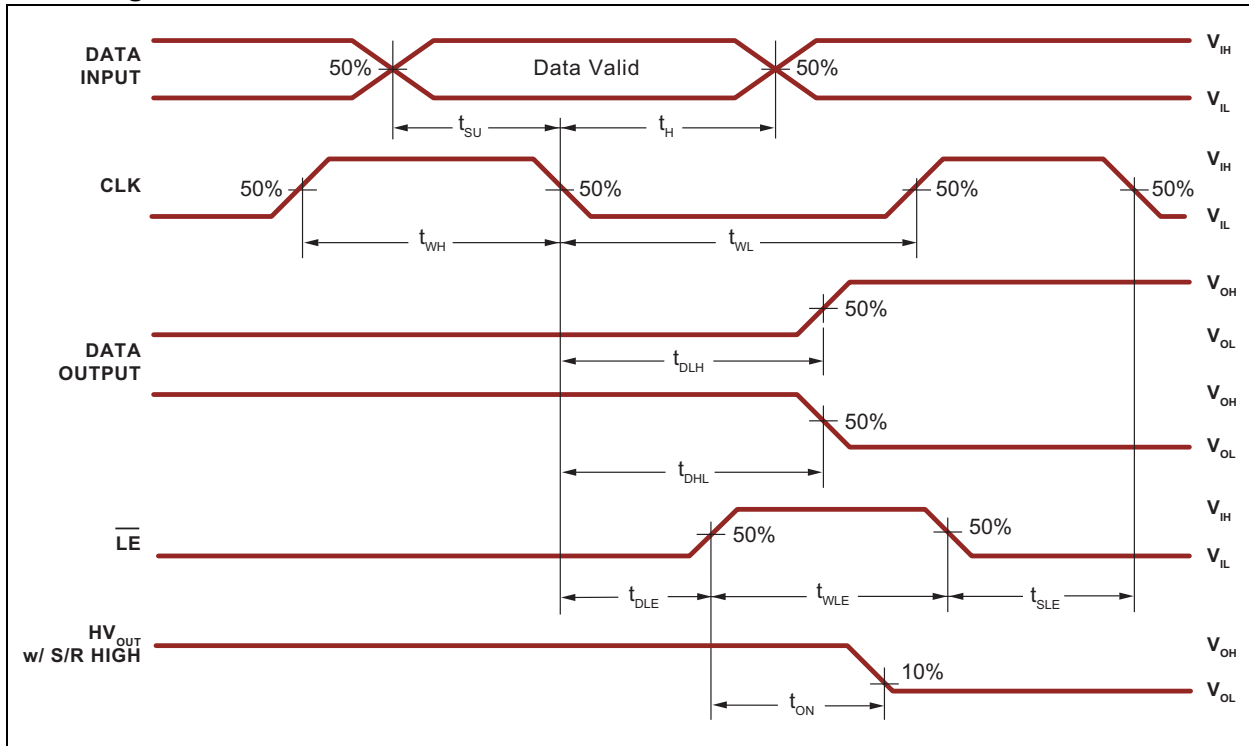 DATA
INPUT
50%
Data Valid
50%
V_IH
V_IL
t_SU
t_H
CLK
50%
50%
50%
50%
V_IH
V_IL
t_WH
t_WL
DATA
OUTPUT
50%
V_OH
V_OL
t_DLH
50%
V_OH
V_OL
t_DHL
LE
50%
50%
V_IH
V_IL
t_DLE
t_WLE
t_SLE
HV_OUT
w/ S/R HIGH
10%
V_OH
V_OL
t_ON